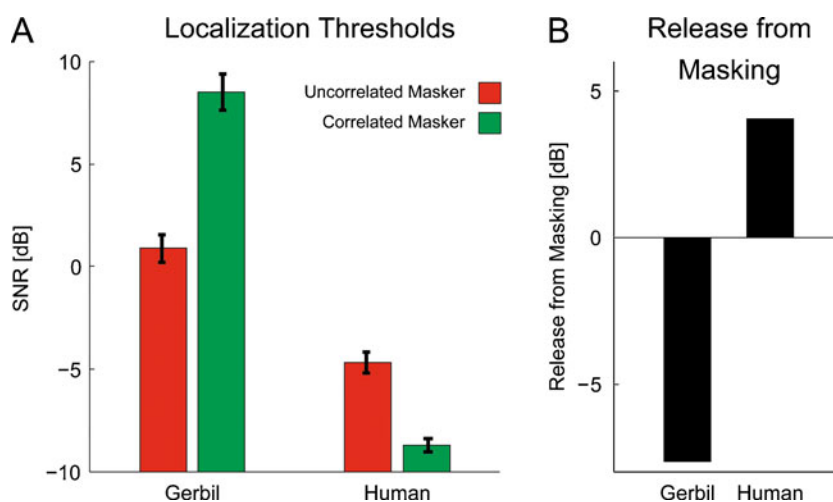 A
Localization Thresholds
10
5
0
−5
−10
SNR [dB]
Uncorrelated Masker
Correlated Masker
Gerbil
Human
B
Release from
Masking
5
0
−5
Release from Masking [dB]
Gerbil
Human